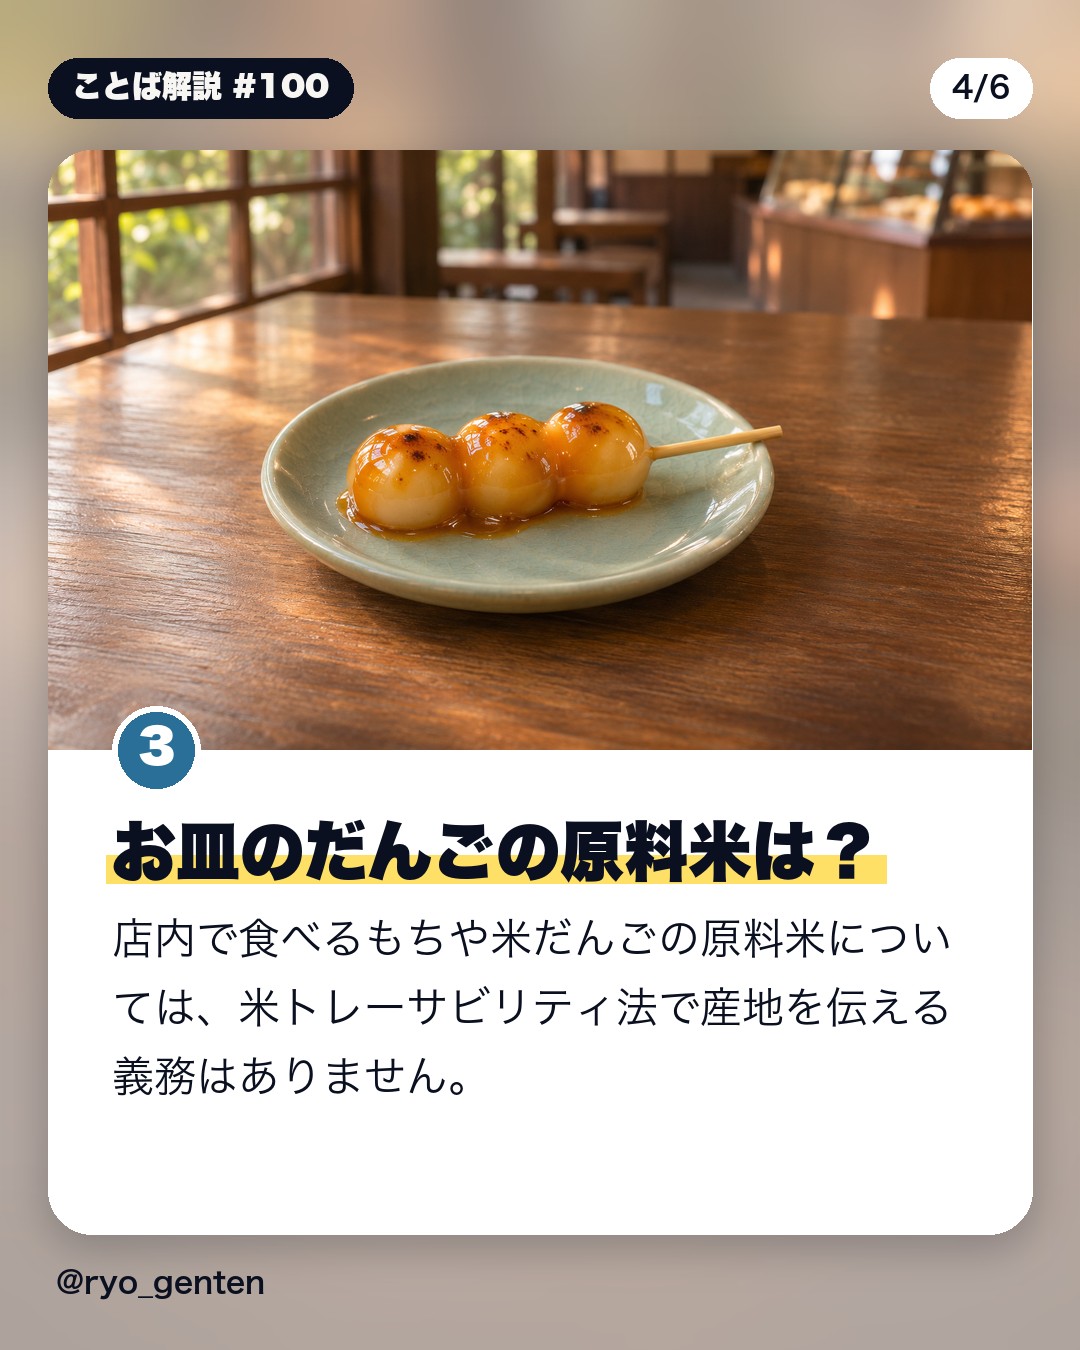 ことば解説 #100
4/6
3
お皿のだんごの原料米は？
店内で食べるもちや米だんごの原料米につい
ては、米トレーサビリティ法で産地を伝える
義務はありません。
@ryo_genten